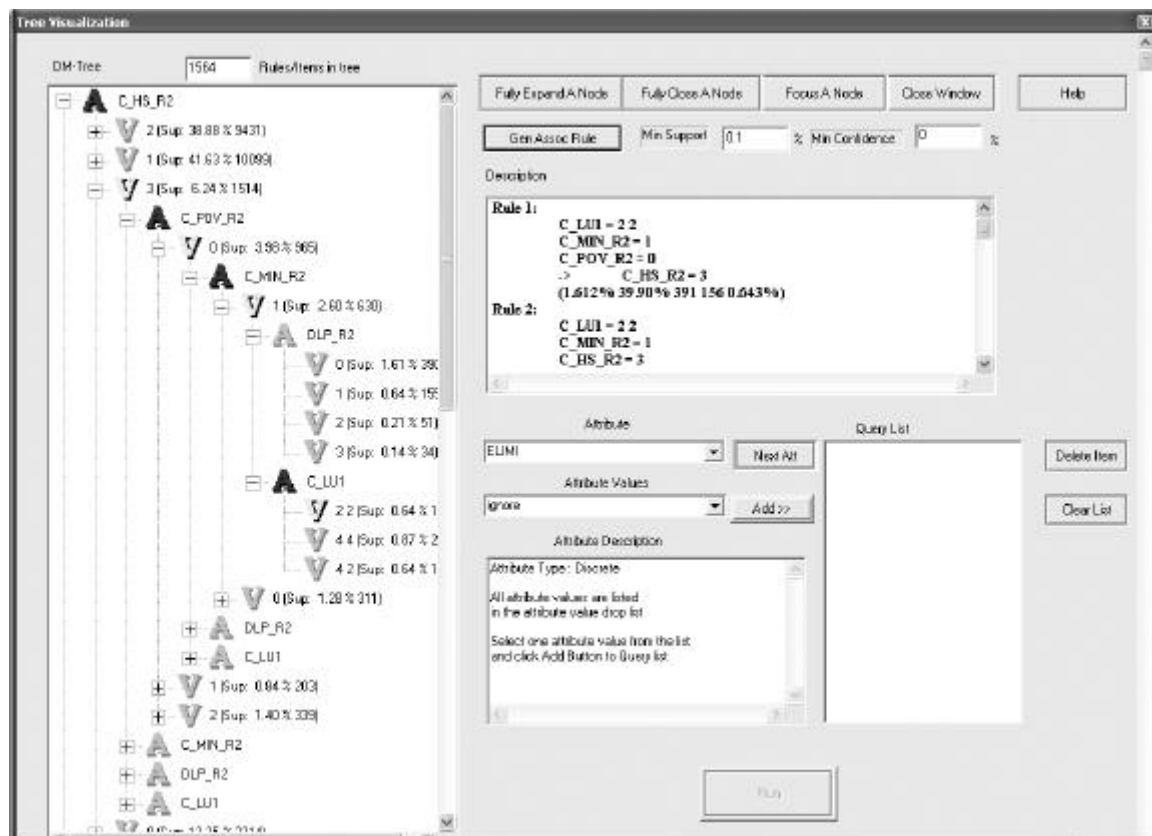 Tree Visualization
DM-Tree 1564 Rules/Items in tree
C_HS_R2
2 (Sup: 38.88 % 9431)
1 (Sup: 41.63 % 10099)
3 (Sup: 6.24 % 1514)
C_POV_R2
0 (Sup: 3.98 % 965)
C_MIN_R2
1 (Sup: 2.60 % 630)
DLP_R2
0 (Sup: 1.61 % 390
1 (Sup: 0.64 % 155
2 (Sup: 0.21 % 51)
3 (Sup: 0.14 % 34)
C_LU1
2 2 (Sup: 0.64 % 1
4 4 (Sup: 0.87 % 2
4 2 (Sup: 0.64 % 1
0 (Sup: 1.28 % 311)
DLP_R2
C_LU1
1 (Sup: 0.84 % 203)
2 (Sup: 1.40 % 339)
C_MIN_R2
DLP_R2
C_LU1
Fully Expand A Node Fully Close A Node Focus A Node Close Window Help
Gen Assoc Rule Min Support 0.1 % Min Confidence 0 %
Description
Rule 1:
C_LU1 = 2 2
C_MIN_R2 = 1
C_POV_R2 = 0
-> C_HS_R2 = 3
(1.612% 39.90% 391 156 0.643%)
Rule 2:
C_LU1 = 2 2
C_MIN_R2 = 1
C_HS_R2 = 3
Attribute
ELIMI
Next Att
Attribute Values
ignore
Add >>
Attribute Description
Attribute Type : Discrete
All attribute values are listed
in the attribute value drop list
Select one attribute value from the list
and click Add Button to Query list
Query List
Delete Item
Clear List
Run